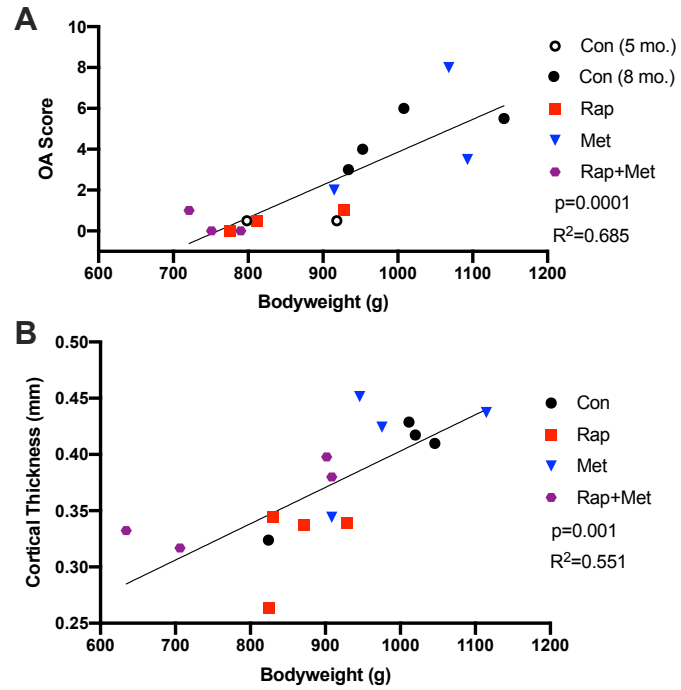 A
10
8
6
4
2
0
OA Score
600 700 800 900 1000 1100 1200
Bodyweight (g)
Con (5 mo.)
Con (8 mo.)
Rap
Met
Rap+Met
p=0.0001
R²=0.685
B
0.50
0.45
0.40
0.35
0.30
0.25
Cortical Thickness (mm)
600 700 800 900 1000 1100 1200
Bodyweight (g)
Con
Rap
Met
Rap+Met
p=0.001
R²=0.551